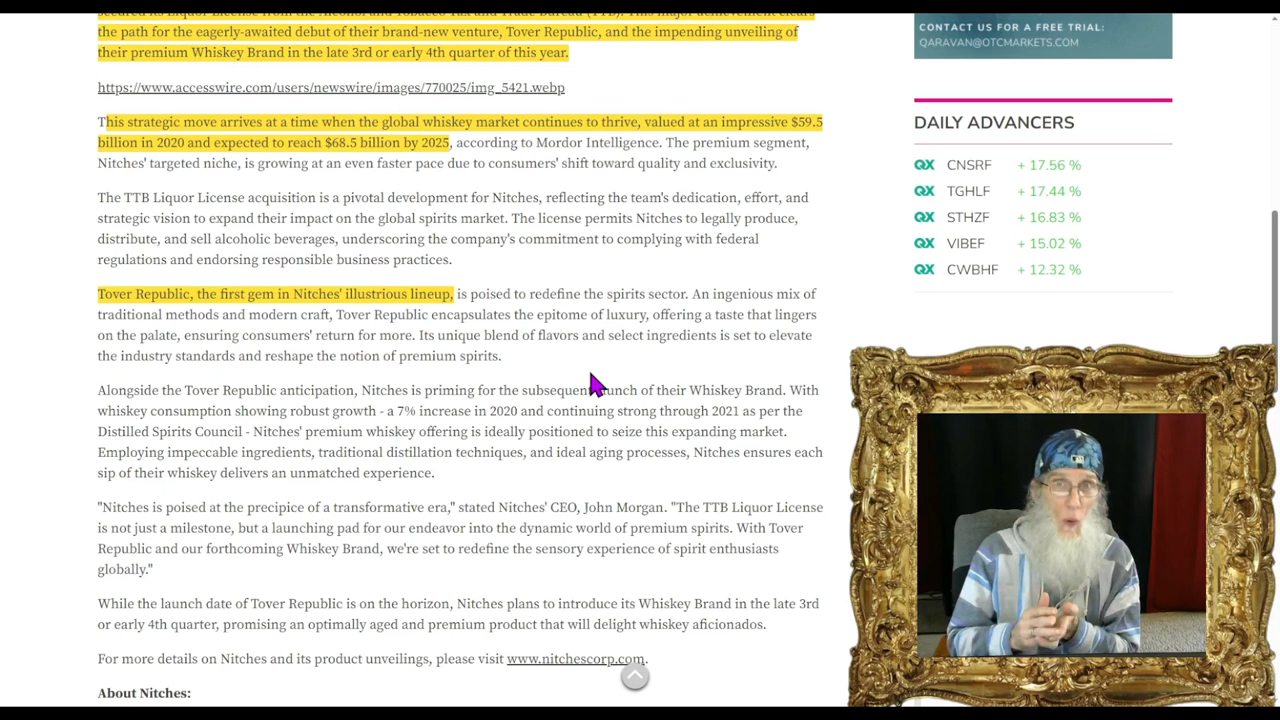 secured its Liquor License from the Alcohol and Tobacco Tax and Trade Bureau (TTB). This major achievement clears
the path for the eagerly-awaited debut of their brand-new venture, Tover Republic, and the impending unveiling of
their premium Whiskey Brand in the late 3rd or early 4th quarter of this year.
https://www.accesswire.com/users/newswire/images/770025/img_5421.webp
This strategic move arrives at a time when the global whiskey market continues to thrive, valued at an impressive $59.5
billion in 2020 and expected to reach $68.5 billion by 2025, according to Mordor Intelligence. The premium segment,
Nitches' targeted niche, is growing at an even faster pace due to consumers' shift toward quality and exclusivity.
The TTB Liquor License acquisition is a pivotal development for Nitches, reflecting the team's dedication, effort, and
strategic vision to expand their impact on the global spirits market. The license permits Nitches to legally produce,
distribute, and sell alcoholic beverages, underscoring the company's commitment to complying with federal
regulations and endorsing responsible business practices.
Tover Republic, the first gem in Nitches' illustrious lineup, is poised to redefine the spirits sector. An ingenious mix of
traditional methods and modern craft, Tover Republic encapsulates the epitome of luxury, offering a taste that lingers
on the palate, ensuring consumers' return for more. Its unique blend of flavors and select ingredients is set to elevate
the industry standards and reshape the notion of premium spirits.
Alongside the Tover Republic anticipation, Nitches is priming for the subsequent launch of their Whiskey Brand. With
whiskey consumption showing robust growth - a 7% increase in 2020 and continuing strong through 2021 as per the
Distilled Spirits Council - Nitches' premium whiskey offering is ideally positioned to seize this expanding market.
Employing impeccable ingredients, traditional distillation techniques, and ideal aging processes, Nitches ensures each
sip of their whiskey delivers an unmatched experience.
"Nitches is poised at the precipice of a transformative era," stated Nitches' CEO, John Morgan. "The TTB Liquor License
is not just a milestone, but a launching pad for our endeavor into the dynamic world of premium spirits. With Tover
Republic and our forthcoming Whiskey Brand, we're set to redefine the sensory experience of spirit enthusiasts
globally."
While the launch date of Tover Republic is on the horizon, Nitches plans to introduce its Whiskey Brand in the late 3rd
or early 4th quarter, promising an optimally aged and premium product that will delight whiskey aficionados.
For more details on Nitches and its product unveilings, please visit www.nitchescorp.com.
About Nitches:
CONTACT US FOR A FREE TRIAL:
QARAVAN@OTCMARKETS.COM
DAILY ADVANCERS
QX CNSRF + 17.56 %
QX TGHLF + 17.44 %
QX STHZF + 16.83 %
QX VIBEF + 15.02 %
QX CWBHF + 12.32 %